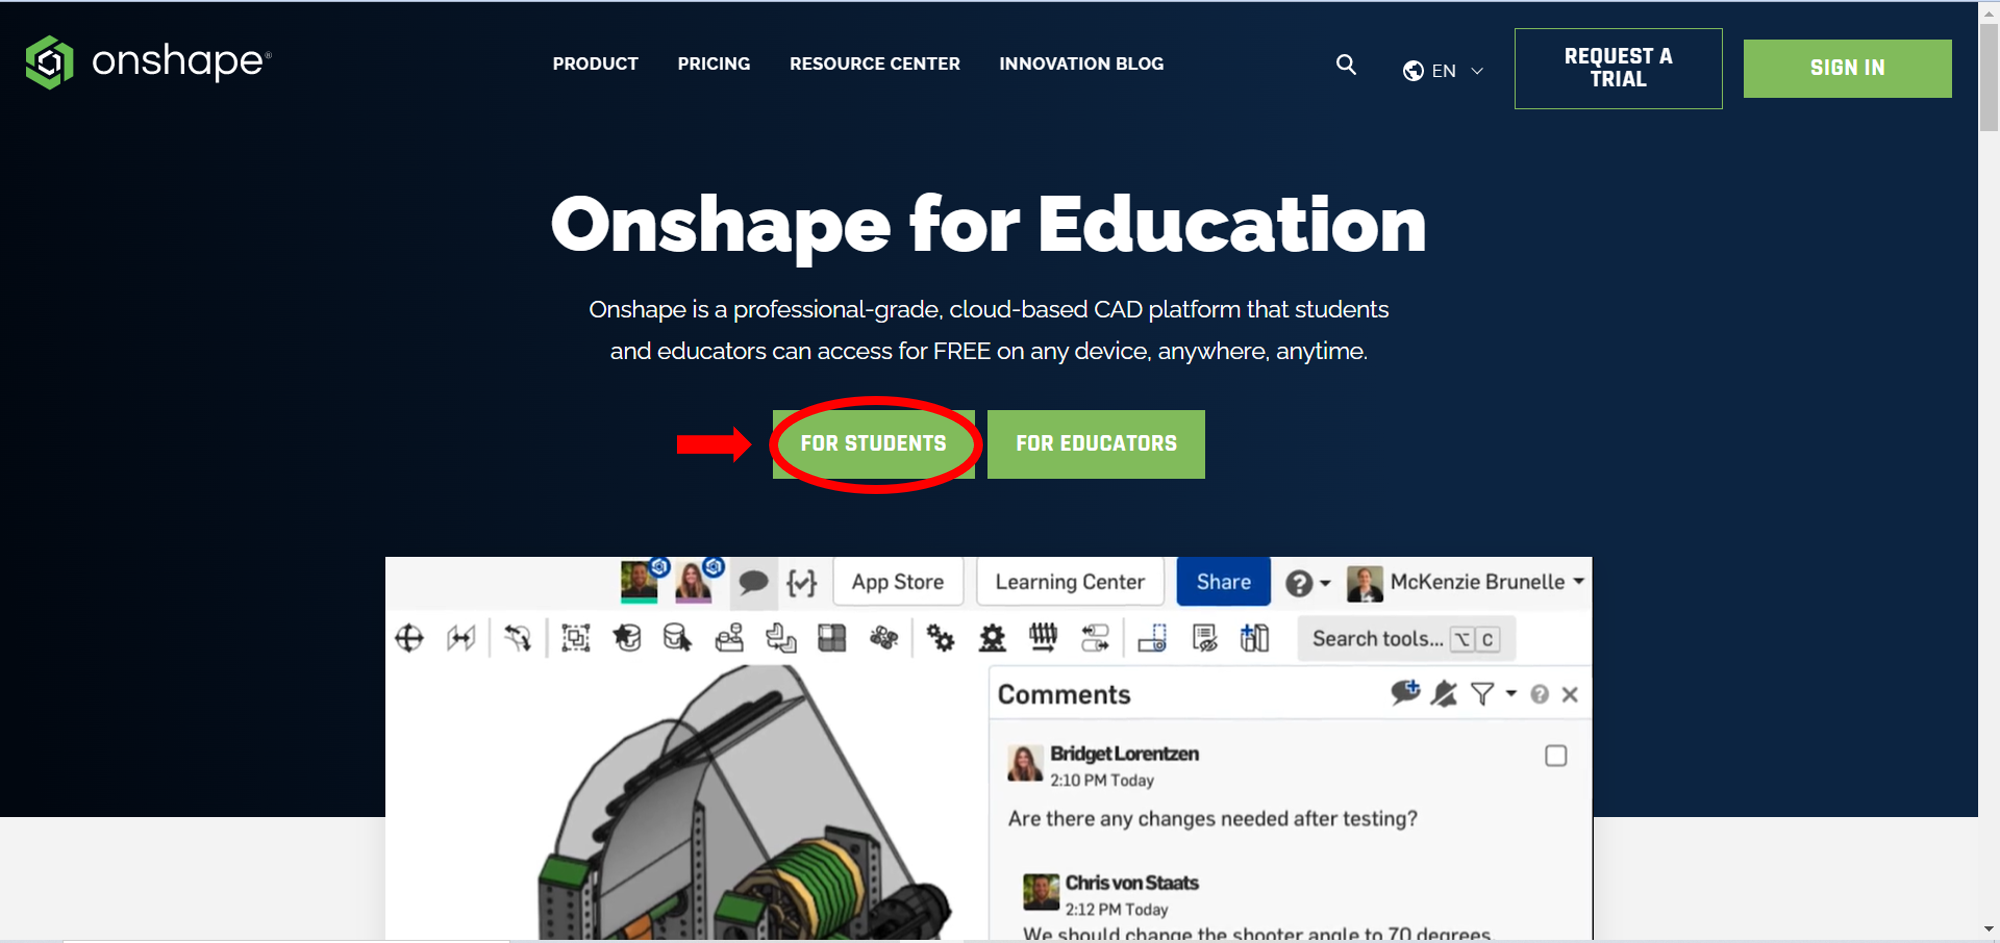 onshape®
PRODUCT
PRICING
RESOURCE CENTER
INNOVATION BLOG
EN
REQUEST A
TRIAL
SIGN IN
Onshape for Education
Onshape is a professional-grade, cloud-based CAD platform that students
and educators can access for FREE on any device, anywhere, anytime.
FOR STUDENTS
FOR EDUCATORS
App Store
Learning Center
Share
McKenzie Brunelle
Search tools... ⌥ C
Comments
Bridget Lorentzen
2:10 PM Today
Are there any changes needed after testing?
Chris von Staats
2:12 PM Today
We should change the shooter angle to 70 degrees.